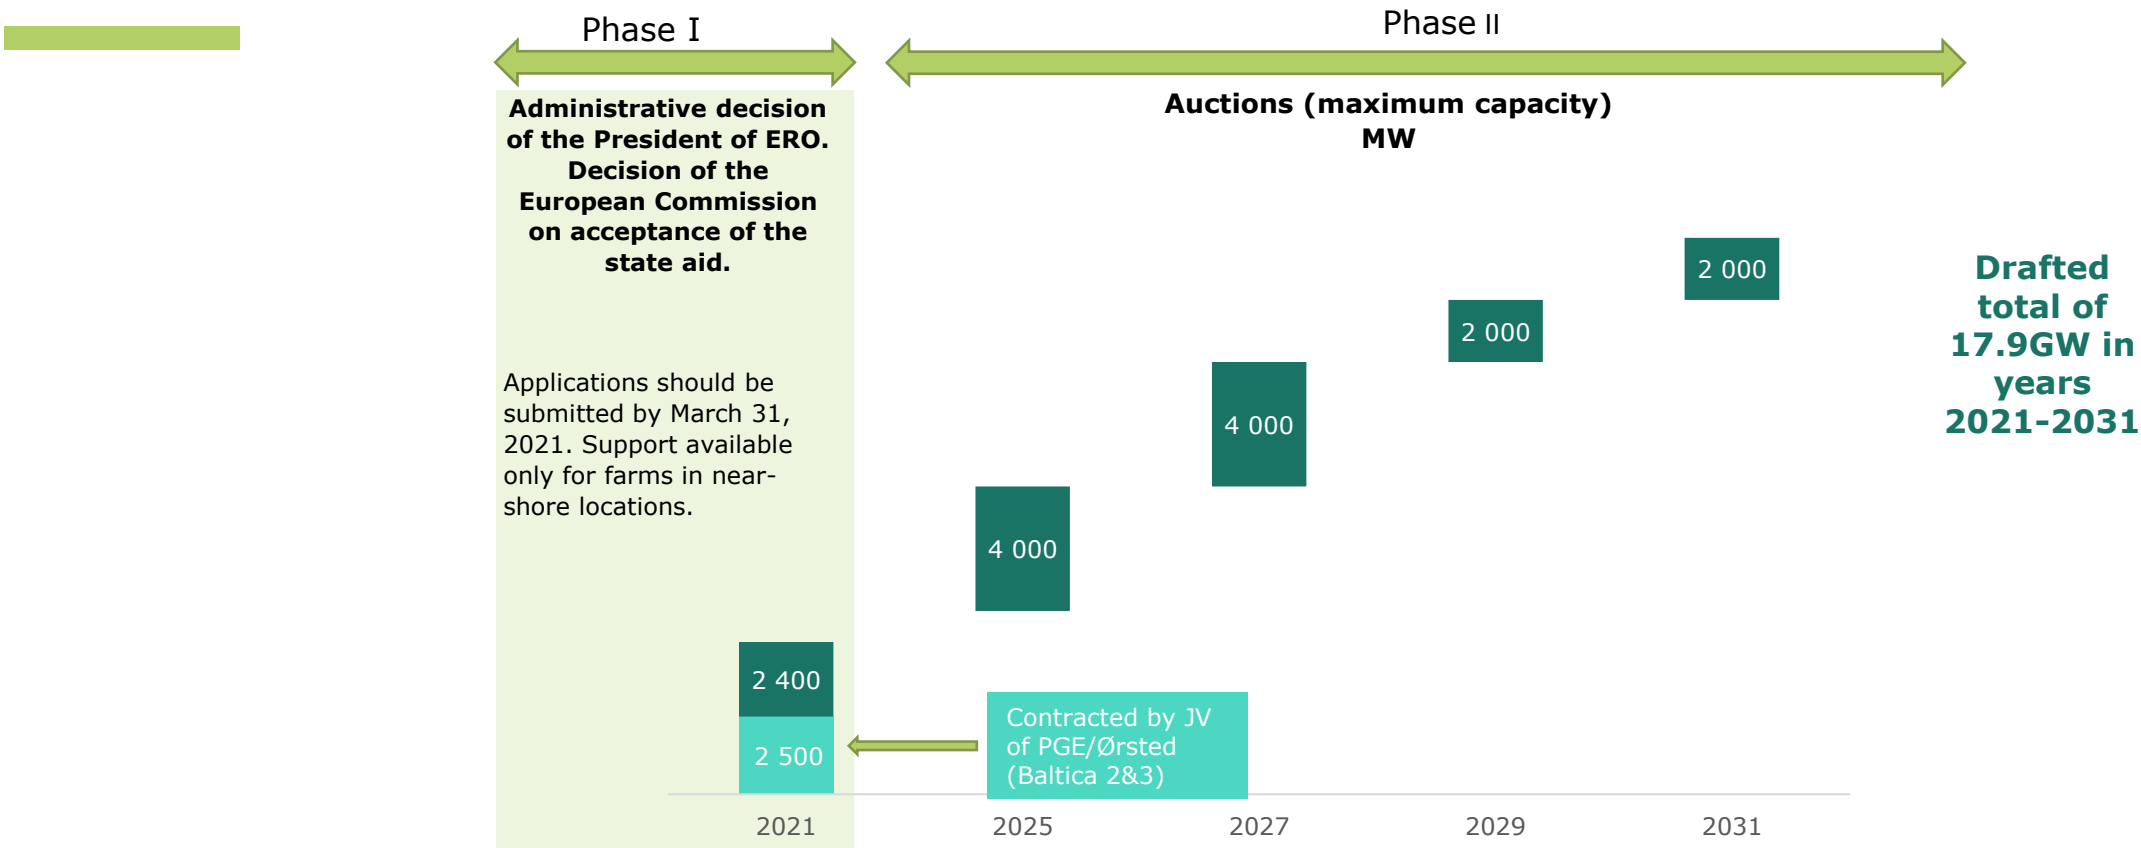 Phase I
Phase II
Administrative decision
of the President of ERO.
Decision of the
European Commission
on acceptance of the
state aid.
Applications should be
submitted by March 31,
2021. Support available
only for farms in near-
shore locations.
Auctions (maximum capacity)
MW
2 000
2 000
4 000
4 000
2 400
2 500
Contracted by JV
of PGE/Ørsted
(Baltica 2&3)
Drafted
total of
17.9GW in
years
2021-2031
2021
2025
2027
2029
2031